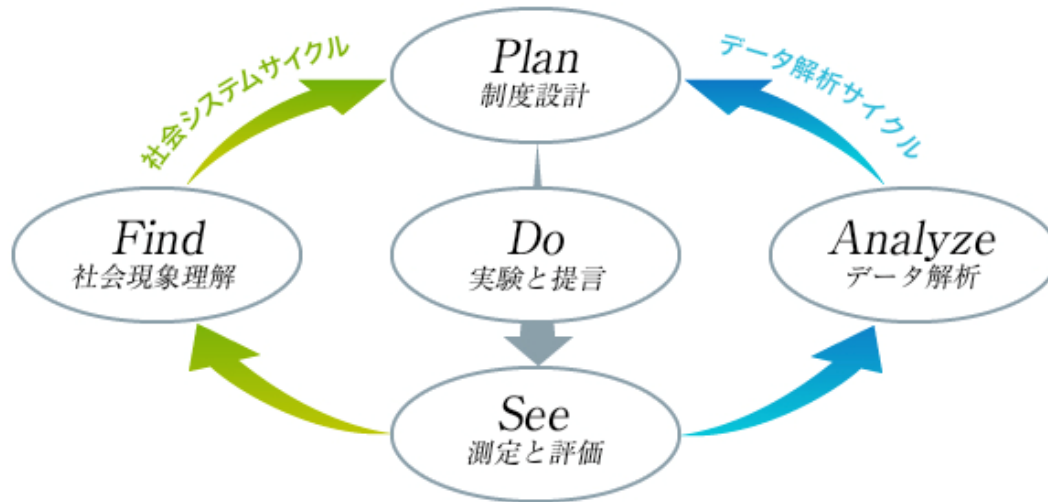 社会システムサイクル
Plan
制度設計
データ解析サイクル
Find
社会現象理解
Do
実験と提言
Analyze
データ解析
See
測定と評価